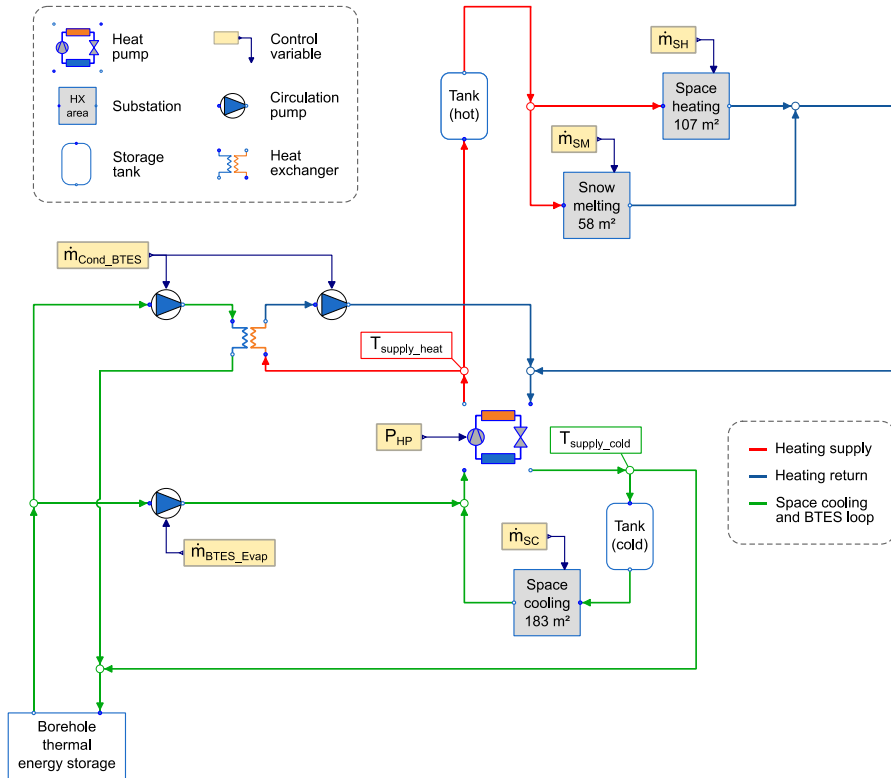 Heat
pump
Control
variable
HX
area
Substation
Circulation
pump
Storage
tank
Heat
exchanger
Tank
(hot)
ṁSH
Space
heating
107 m²
ṁSM
Snow
melting
58 m²
ṁCond_BTES
Tsupply_heat
PHP
Tsupply_cold
Heating supply
Heating return
Space cooling
and BTES loop
Tank
(cold)
ṁSC
ṁBTES_Evap
Space
cooling
183 m²
Borehole
thermal
energy storage